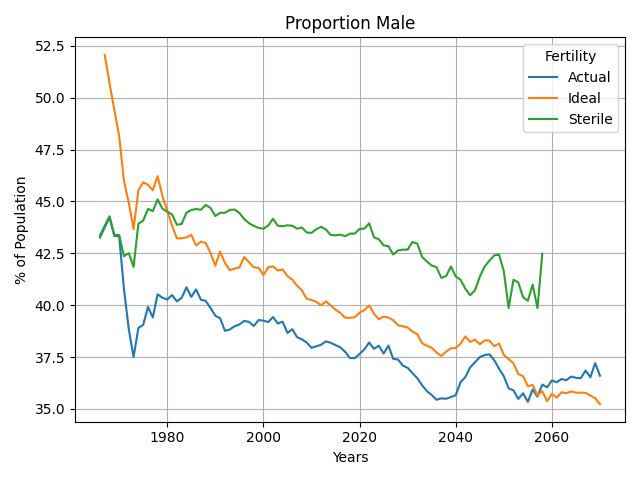 Proportion Male
52.5
50.0
47.5
45.0
42.5
40.0
37.5
35.0
% of Population
Fertility
Actual
Ideal
Sterile
1980
2000
2020
2040
2060
Years